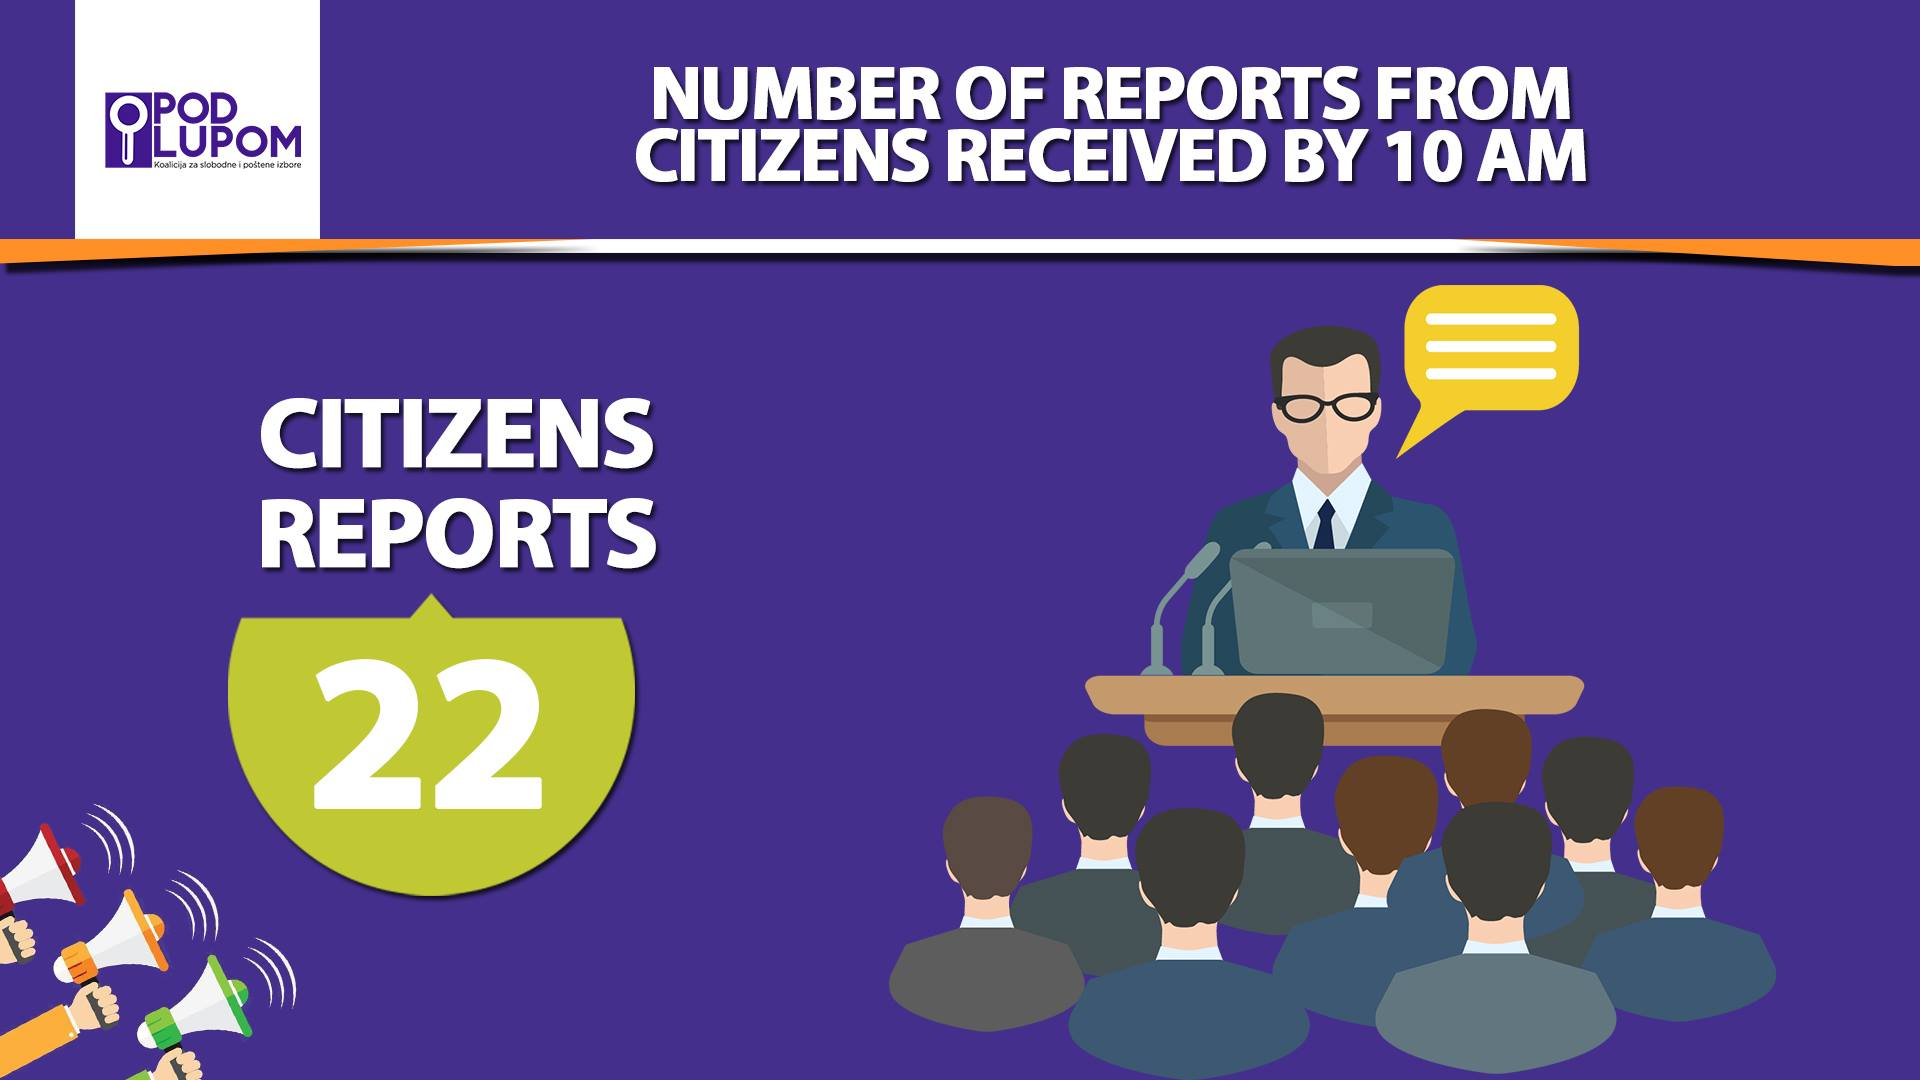 POD
LUPOM
Koalicija za slobodne i poštene izbore
NUMBER OF REPORTS FROM
CITIZENS RECEIVED BY 10 AM
CITIZENS
REPORTS
22